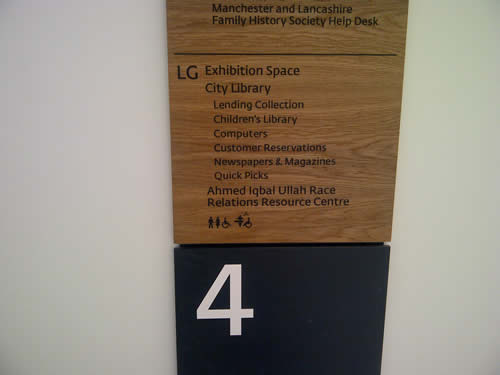 Manchester and Lancashire
Family History Society Help Desk
LG Exhibition Space
City Library
Lending Collection
Children's Library
Computers
Customer Reservations
Newspapers & Magazines
Quick Picks
Ahmed Iqbal Ullah Race
Relations Resource Centre
4